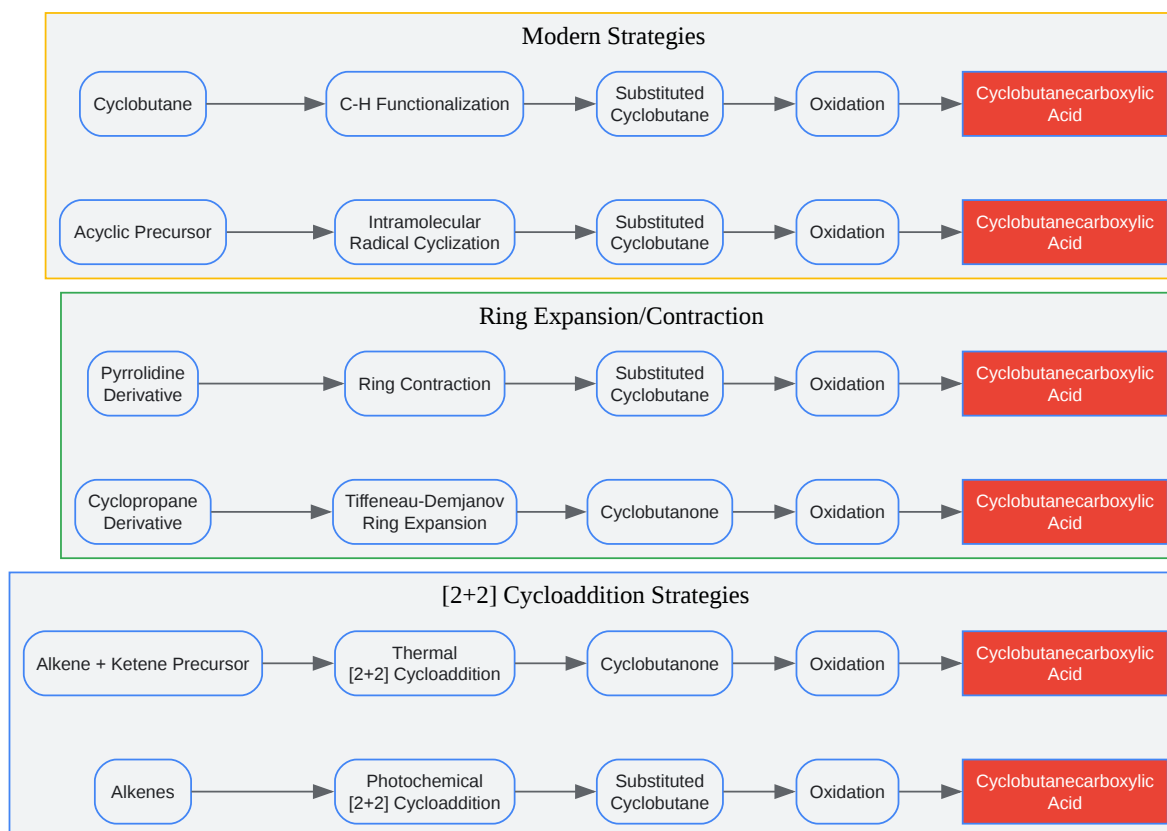 Modern Strategies
Cyclobutane
C-H Functionalization
Substituted
Cyclobutane
Oxidation
Cyclobutanecarboxylic
Acid
Acyclic Precursor
Intramolecular
Radical Cyclization
Substituted
Cyclobutane
Oxidation
Cyclobutanecarboxylic
Acid
Ring Expansion/Contraction
Pyrrolidine
Derivative
Ring Contraction
Substituted
Cyclobutane
Oxidation
Cyclobutanecarboxylic
Acid
Cyclopropane
Derivative
Tiffeneau-Demjanov
Ring Expansion
Cyclobutanone
Oxidation
Cyclobutanecarboxylic
Acid
[2+2] Cycloaddition Strategies
Alkene + Ketene Precursor
Thermal
[2+2] Cycloaddition
Cyclobutanone
Oxidation
Cyclobutanecarboxylic
Acid
Alkenes
Photochemical
[2+2] Cycloaddition
Substituted
Cyclobutane
Oxidation
Cyclobutanecarboxylic
Acid